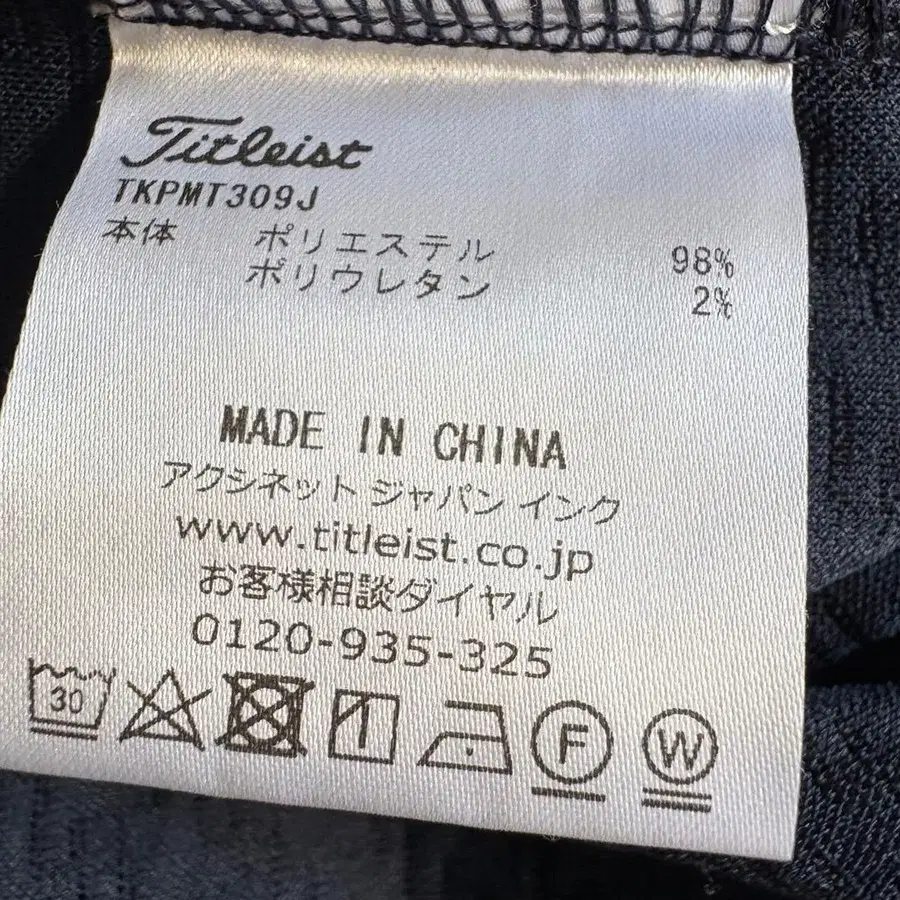 Titleist
TKPMT309J
本体 ポリエステル 98%
ポリウレタン 2%
MADE IN CHINA
アクシネット ジャパン インク
www.titleist.co.jp
お客様相談ダイヤル
0120-935-325
30 F W